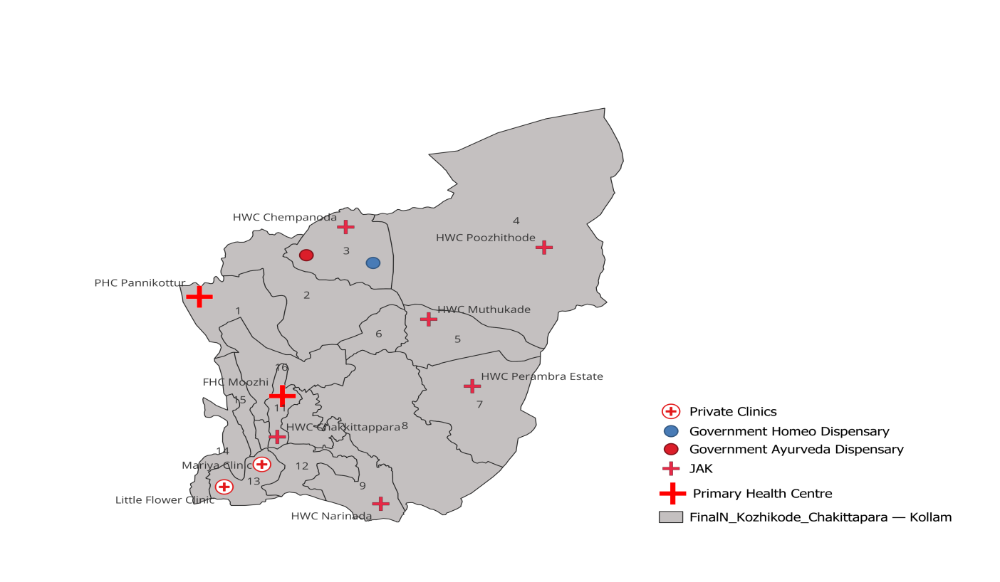 HWC Chempanoda
4
HWC Poozhithode
3
PHC Pannikottur
2
1
HWC Muthukade
6
5
16
HWC Perambra Estate
FHC Moozhi
15
7
11
HWC Chakkittappara
8
14
Mariya Clinic
12
13
9
Little Flower Clinic
HWC Narinada
Private Clinics
Government Homeo Dispensary
Government Ayurveda Dispensary
JAK
Primary Health Centre
FinalN_Kozhikode_Chakittapara — Kollam